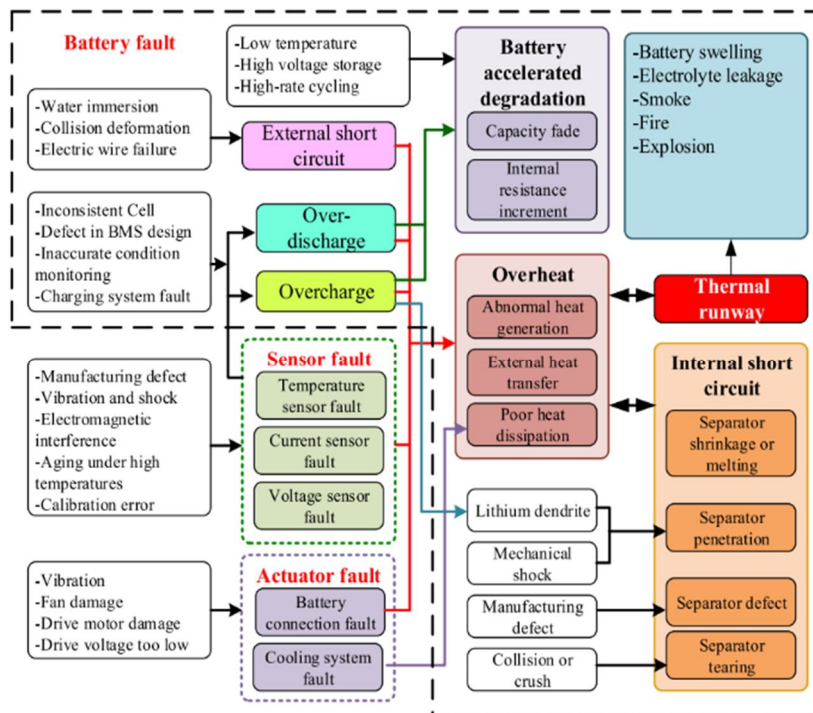 Battery fault
-Low temperature
-High voltage storage
-High-rate cycling
-Water immersion
-Collision deformation
-Electric wire failure
External short
circuit
-Inconsistent Cell
-Defect in BMS design
-Inaccurate condition
monitoring
-Charging system fault
Over-
discharge
Overcharge
Battery
accelerated
degradation
Capacity fade
Internal
resistance
increment
-Battery swelling
-Electrolyte leakage
-Smoke
-Fire
-Explosion
Overheat
Abnormal heat
generation
External heat
transfer
Poor heat
dissipation
Thermal
runway
-Manufacturing defect
-Vibration and shock
-Electromagnetic
interference
-Aging under high
temperatures
-Calibration error
Sensor fault
Temperature
sensor fault
Current sensor
fault
Voltage sensor
fault
Internal short
circuit
Separator
shrinkage or
melting
Separator
penetration
Separator defect
Separator
tearing
Lithium dendrite
Mechanical
shock
Manufacturing
defect
Collision or
crush
-Vibration
-Fan damage
-Drive motor damage
-Drive voltage too low
Actuator fault
Battery
connection fault
Cooling system
fault